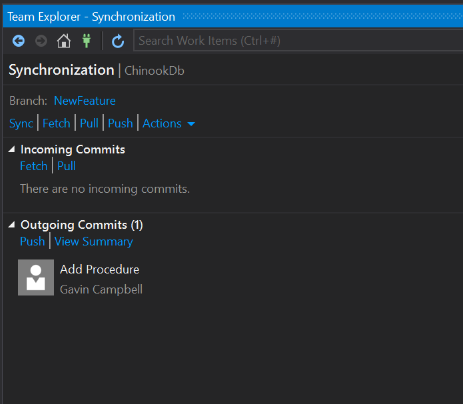 Team Explorer - Synchronization
Search Work Items (Ctrl+#)
Synchronization | ChinookDb
Branch: NewFeature
Sync | Fetch | Pull | Push | Actions
Incoming Commits
Fetch | Pull
There are no incoming commits.
Outgoing Commits (1)
Push | View Summary
Add Procedure
Gavin Campbell